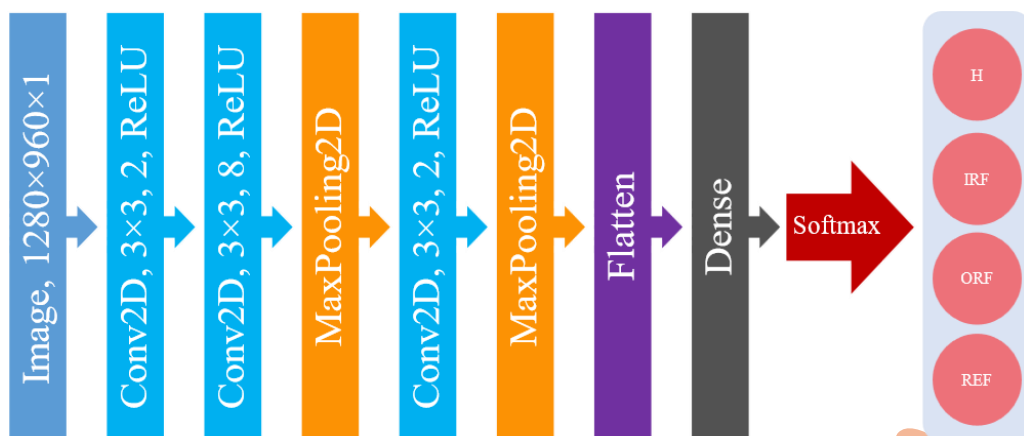 Image, 1280×960×1
Conv2D, 3×3, 2, ReLU
Conv2D, 3×3, 8, ReLU
MaxPooling2D
Conv2D, 3×3, 2, ReLU
MaxPooling2D
Flatten
Dense
Softmax
H
IRF
ORF
REF